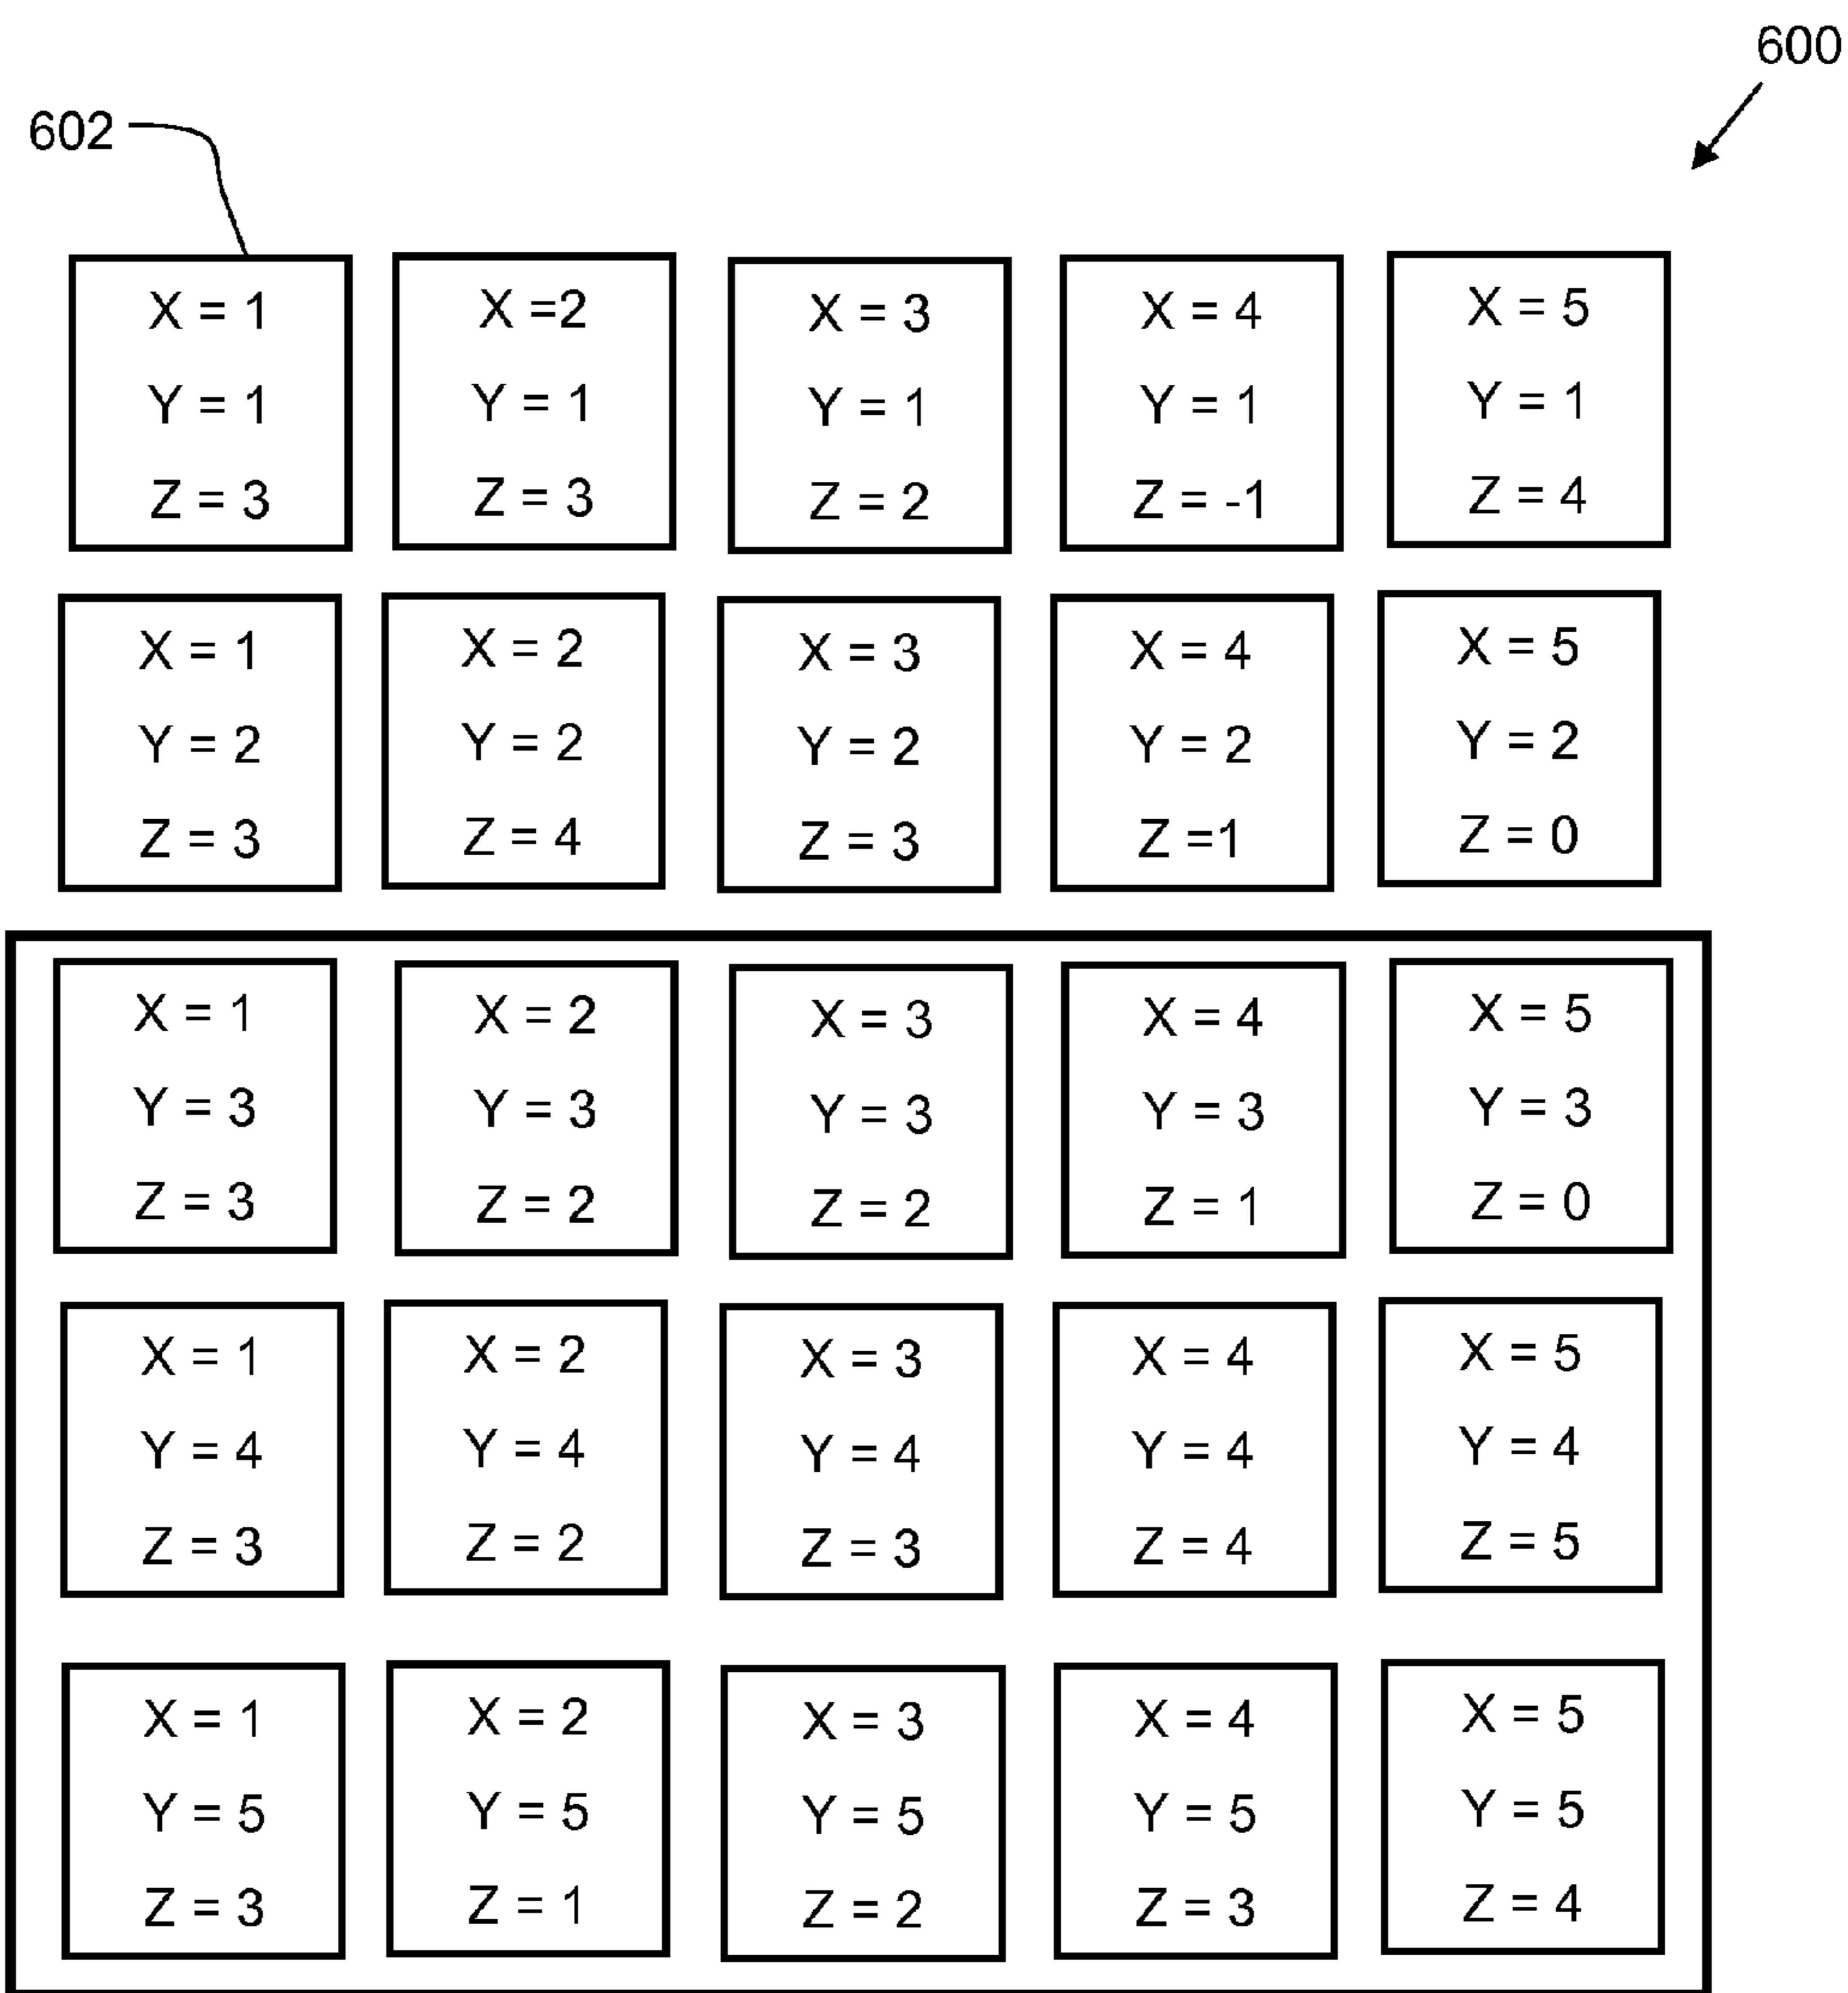 600
602
X = 1
Y = 1
Z = 3
X =2
Y = 1
Z = 3
X = 3
Y = 1
Z = 2
X = 4
Y = 1
Z = -1
X = 5
Y = 1
Z = 4
X = 1
Y = 2
Z = 3
X = 2
Y = 2
Z = 4
X = 3
Y = 2
Z = 3
X = 4
Y = 2
Z =1
X = 5
Y = 2
Z = 0
X = 1
Y = 3
Z = 3
X = 2
Y = 3
Z = 2
X = 3
Y = 3
Z = 2
X = 4
Y = 3
Z = 1
X = 5
Y = 3
Z = 0
X = 1
Y = 4
Z = 3
X = 2
Y = 4
Z = 2
X = 3
Y = 4
Z = 3
X = 4
Y = 4
Z = 4
X = 5
Y = 4
Z = 5
X = 1
Y = 5
Z = 3
X = 2
Y = 5
Z = 1
X = 3
Y = 5
Z = 2
X = 4
Y = 5
Z = 3
X = 5
Y = 5
Z = 4